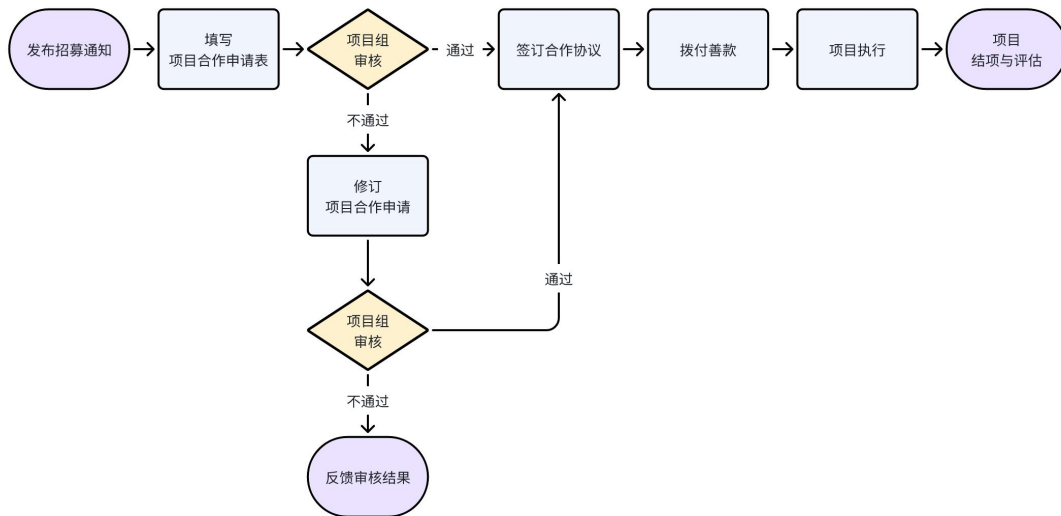 发布招募通知
填写
项目合作申请表
项目组
审核
通过
签订合作协议
拨付善款
项目执行
项目
结项与评估
不通过
修订
项目合作申请
通过
项目组
审核
不通过
反馈审核结果